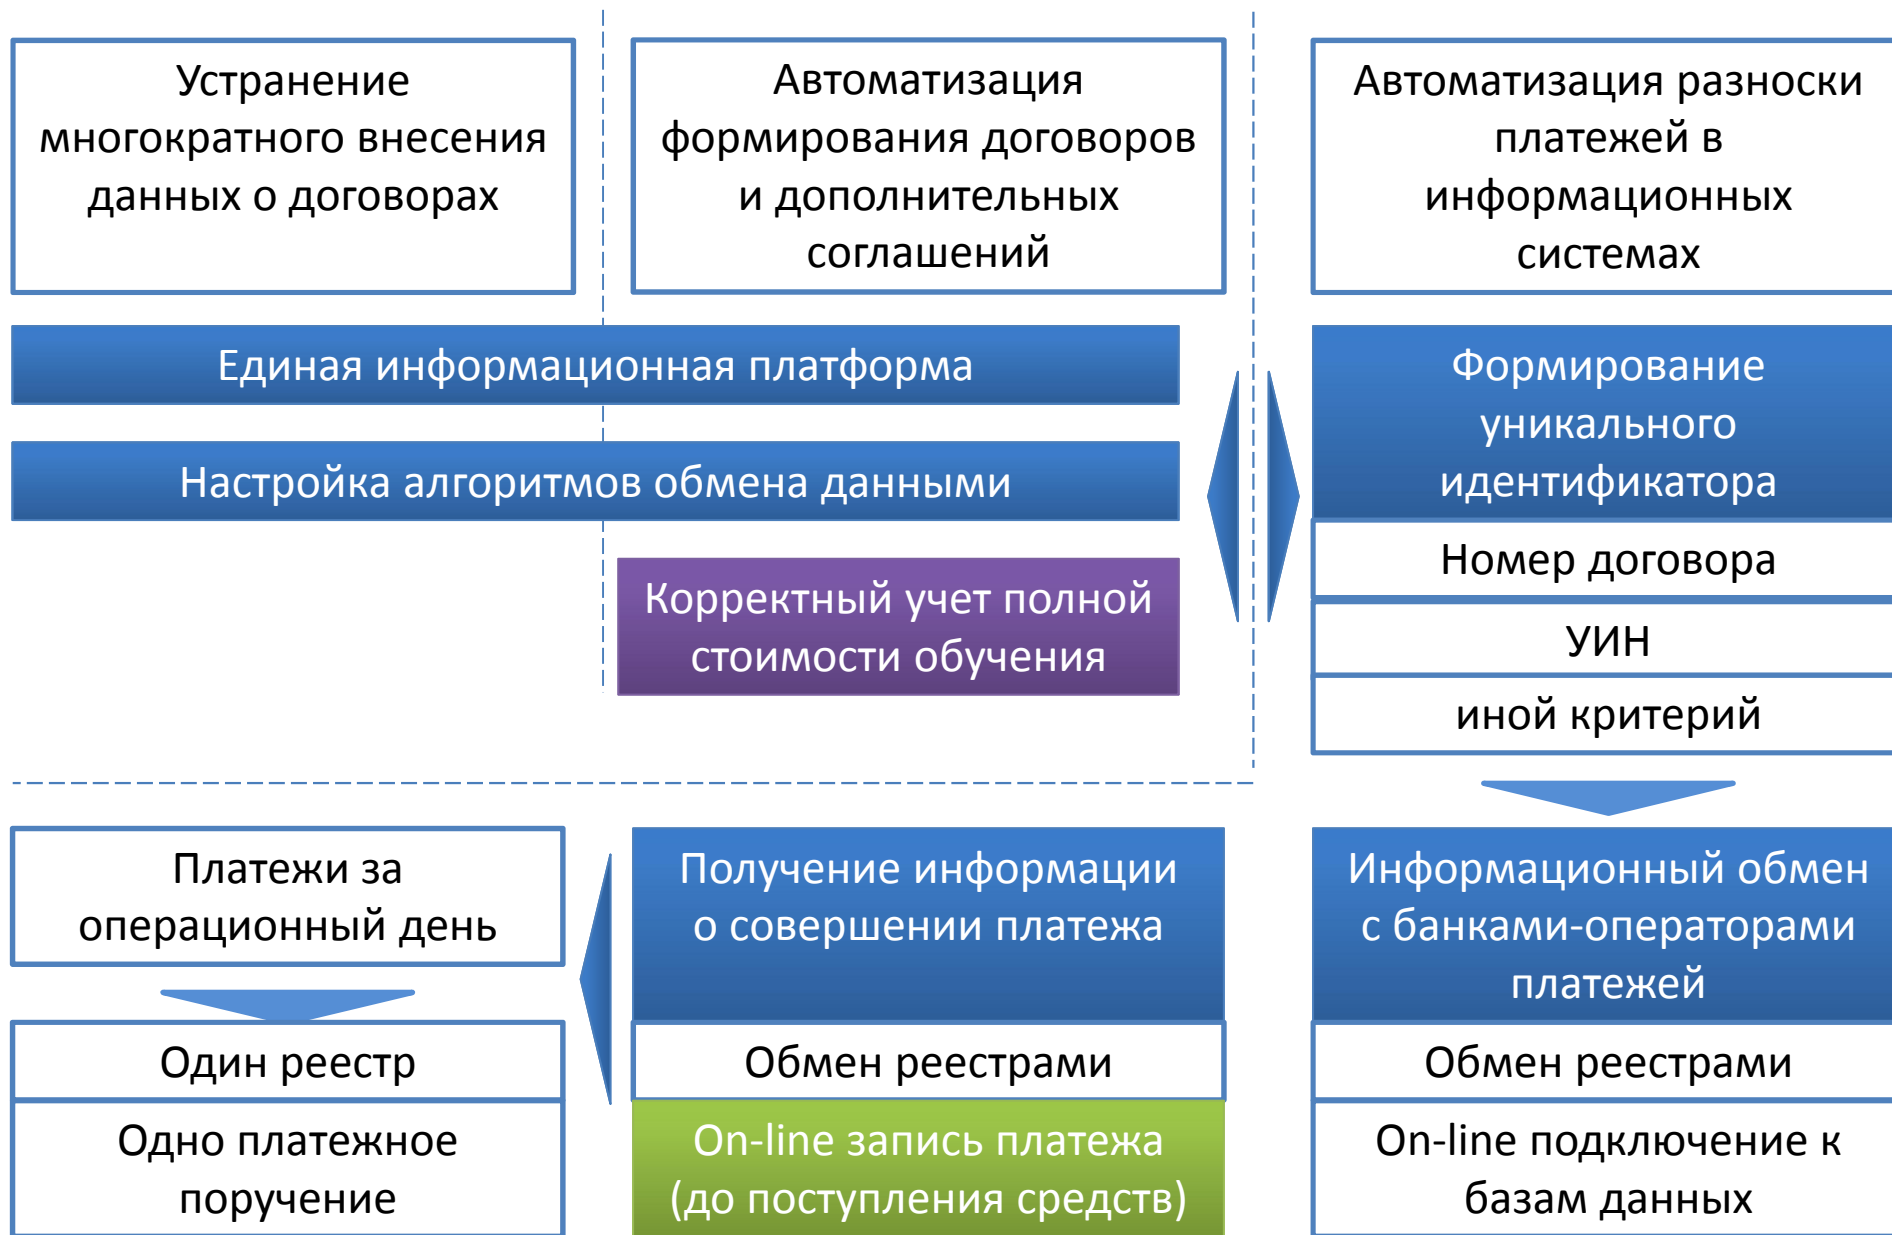 Устранение
многократного внесения
данных о договорах
Автоматизация
формирования договоров
и дополнительных
соглашений
Автоматизация разноски
платежей в
информационных
системах
Единая информационная платформа
Настройка алгоритмов обмена данными
Корректный учет полной
стоимости обучения
Формирование
уникального
идентификатора
Номер договора
УИН
иной критерий
Информационный обмен
с банками-операторами
платежей
Обмен реестрами
On-line подключение к
базам данных
Получение информации
о совершении платежа
Обмен реестрами
On-line запись платежа
(до поступления средств)
Платежи за
операционный день
Один реестр
Одно платежное
поручение